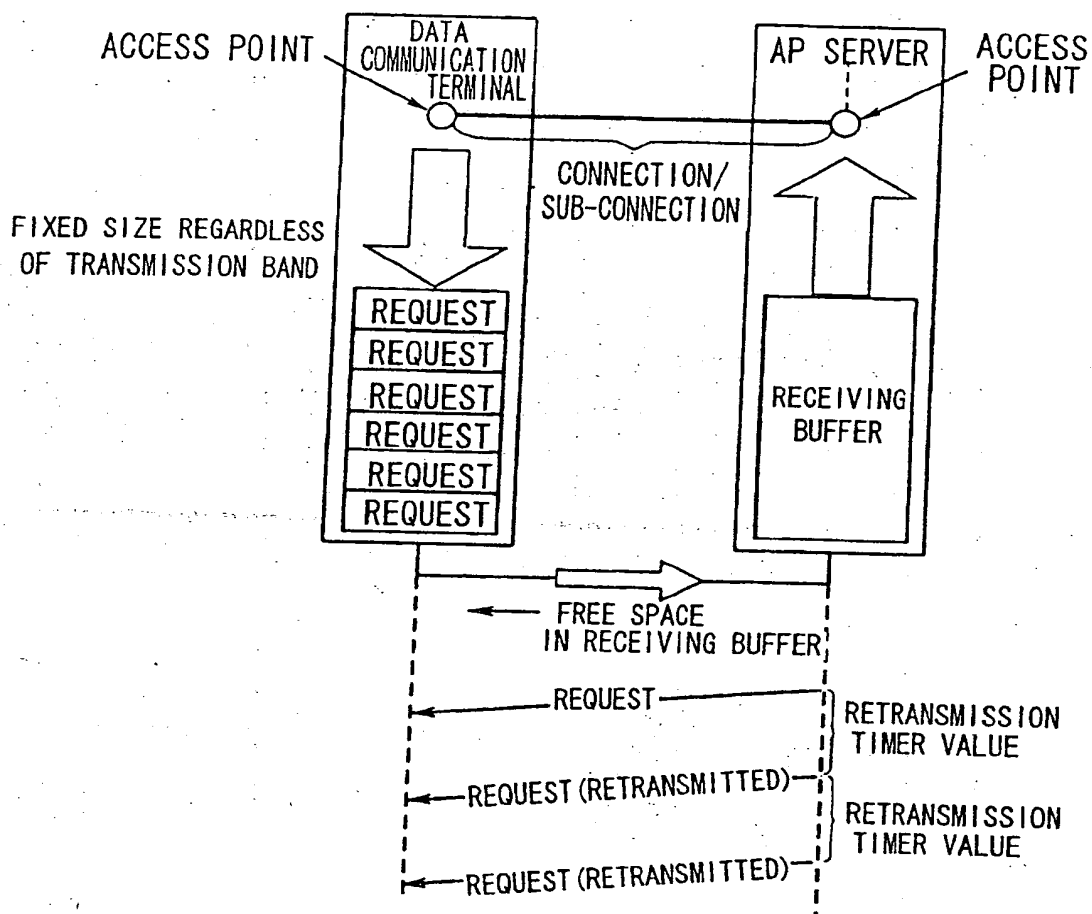 ACCESS POINT
DATA
COMMUNICATION
TERMINAL
AP SERVER
ACCESS
POINT
CONNECTION/
SUB-CONNECTION
FIXED SIZE REGARDLESS
OF TRANSMISSION BAND
REQUEST
REQUEST
REQUEST
REQUEST
REQUEST
REQUEST
RECEIVING
BUFFER
FREE SPACE
IN RECEIVING BUFFER
REQUEST
RETRANSMISSION
TIMER VALUE
REQUEST (RETRANSMITTED)
RETRANSMISSION
TIMER VALUE
REQUEST (RETRANSMITTED)